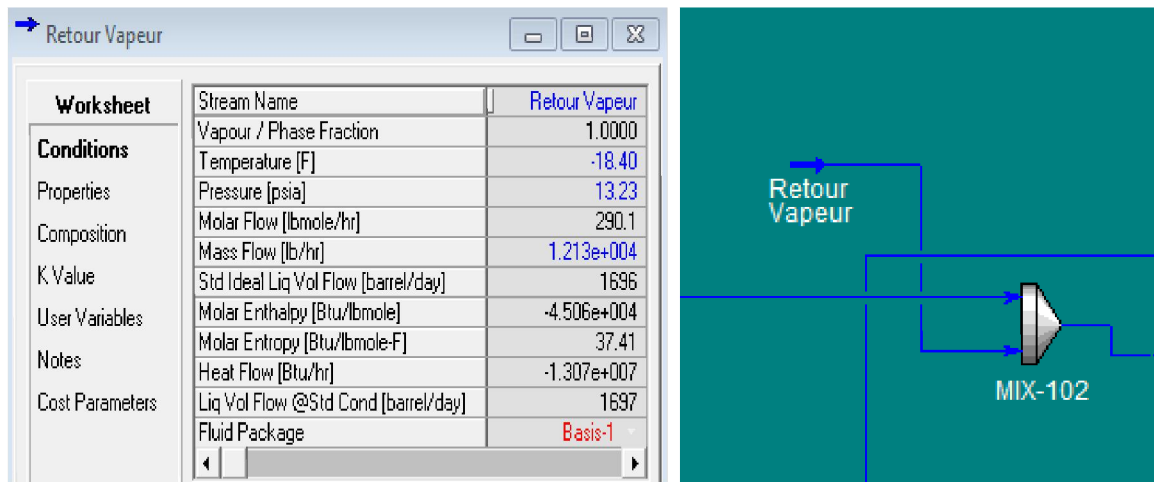 Retour Vapeur
Worksheet
Conditions
Properties
Composition
K Value
User Variables
Notes
Cost Parameters
Stream Name Retour Vapeur
Vapour / Phase Fraction 1.0000
Temperature [F] -18.40
Pressure [psia] 13.23
Molar Flow [lbmole/hr] 290.1
Mass Flow [lb/hr] 1.213e+004
Std Ideal Liq Vol Flow [barrel/day] 1696
Molar Enthalpy [Btu/lbmole] -4.506e+004
Molar Entropy [Btu/lbmole-F] 37.41
Heat Flow [Btu/hr] -1.307e+007
Liq Vol Flow @Std Cond [barrel/day] 1697
Fluid Package Basis-1
Retour
Vapeur
MIX-102